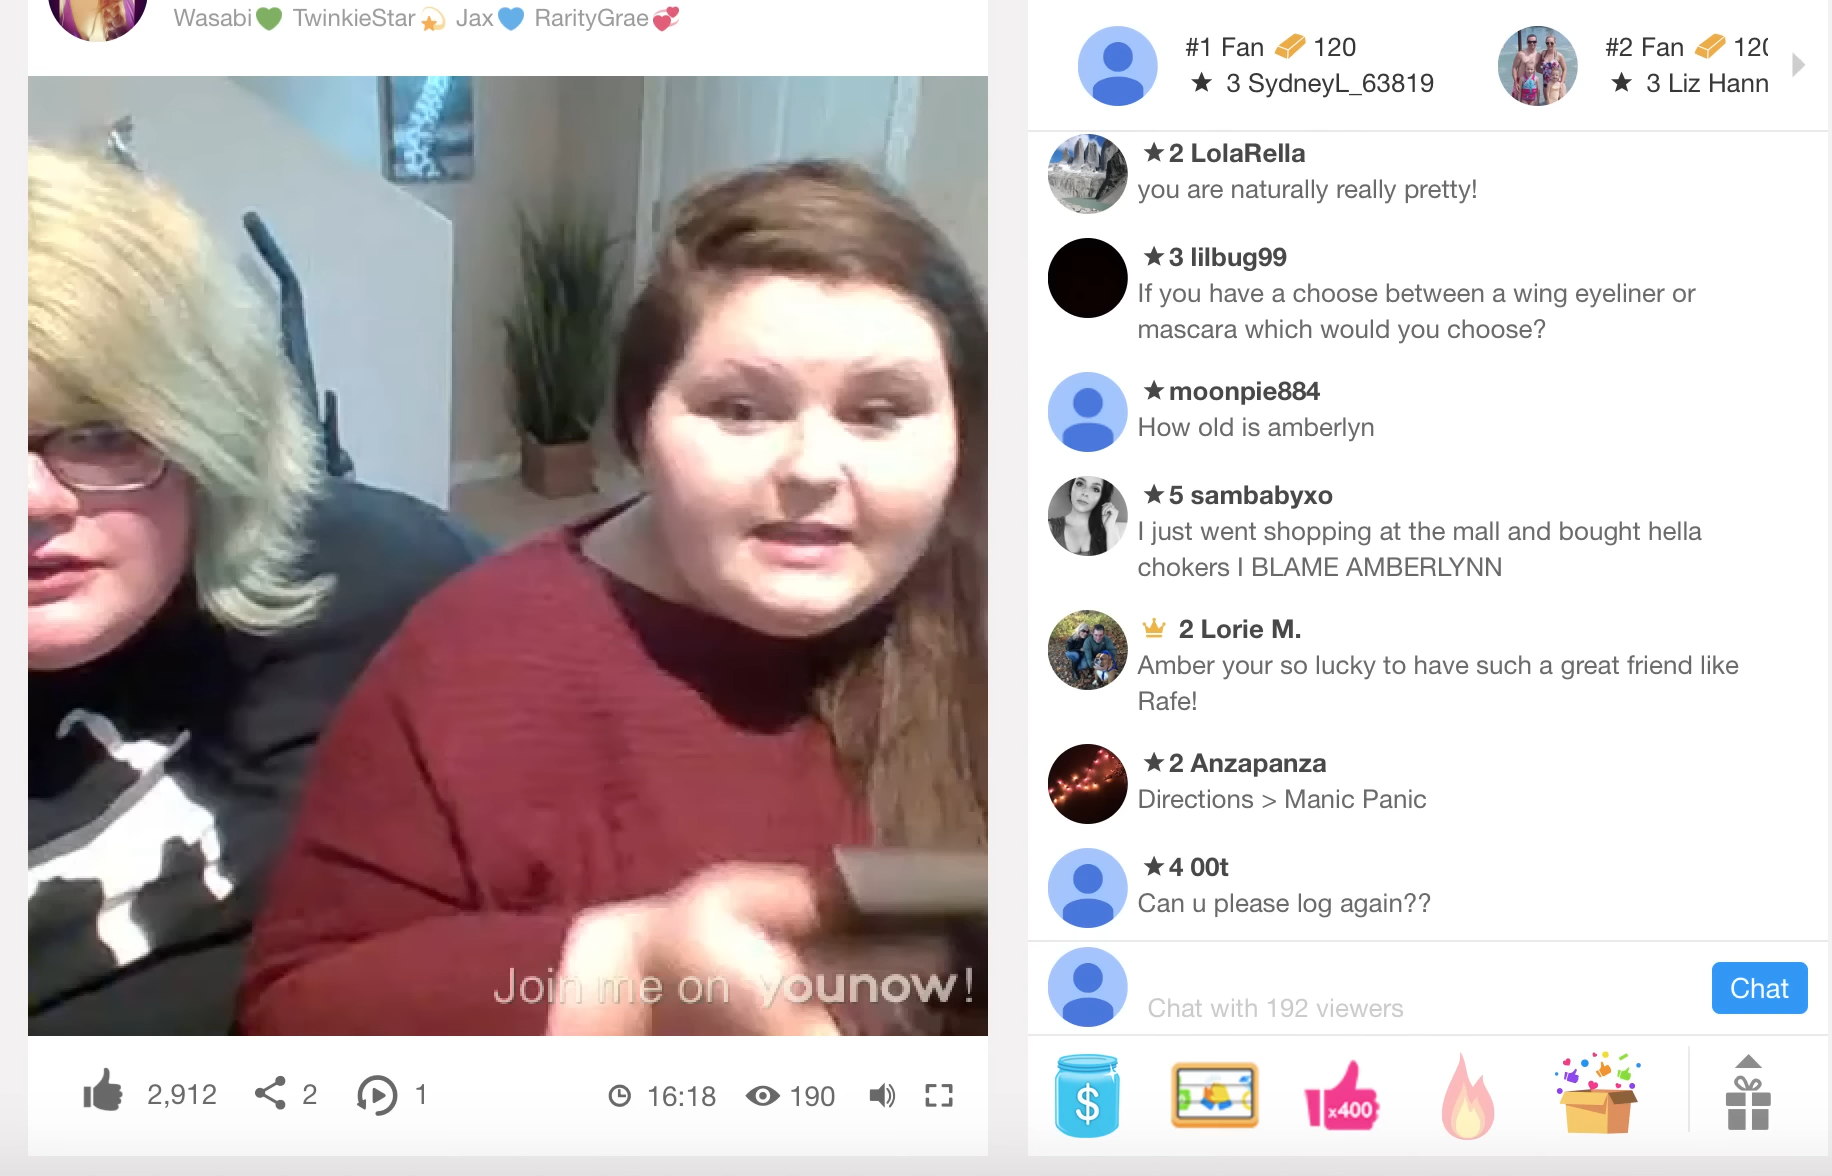 Wasabi💚 TwinkieStar💫 Jax💙 RarityGrae💞
Join me on younow!
2,912
2
1
16:18
190
#1 Fan 120
★ 3 SydneyL_63819
#2 Fan 120
★ 3 Liz Hann
★2 LolaRella
you are naturally really pretty!
★3 lilbug99
If you have a choose between a wing eyeliner or
mascara which would you choose?
★moonpie884
How old is amberlyn
★5 sambabyxo
I just went shopping at the mall and bought hella
chokers I BLAME AMBERLYNN
2 Lorie M.
Amber your so lucky to have such a great friend like
Rafe!
★2 Anzapanza
Directions > Manic Panic
★4 00t
Can u please log again??
Chat with 192 viewers
Chat
$
x400